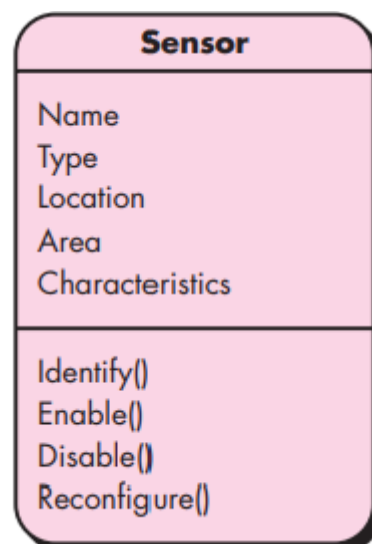 Sensor
Name
Type
Location
Area
Characteristics
Identify()
Enable()
Disable()
Reconfigure()